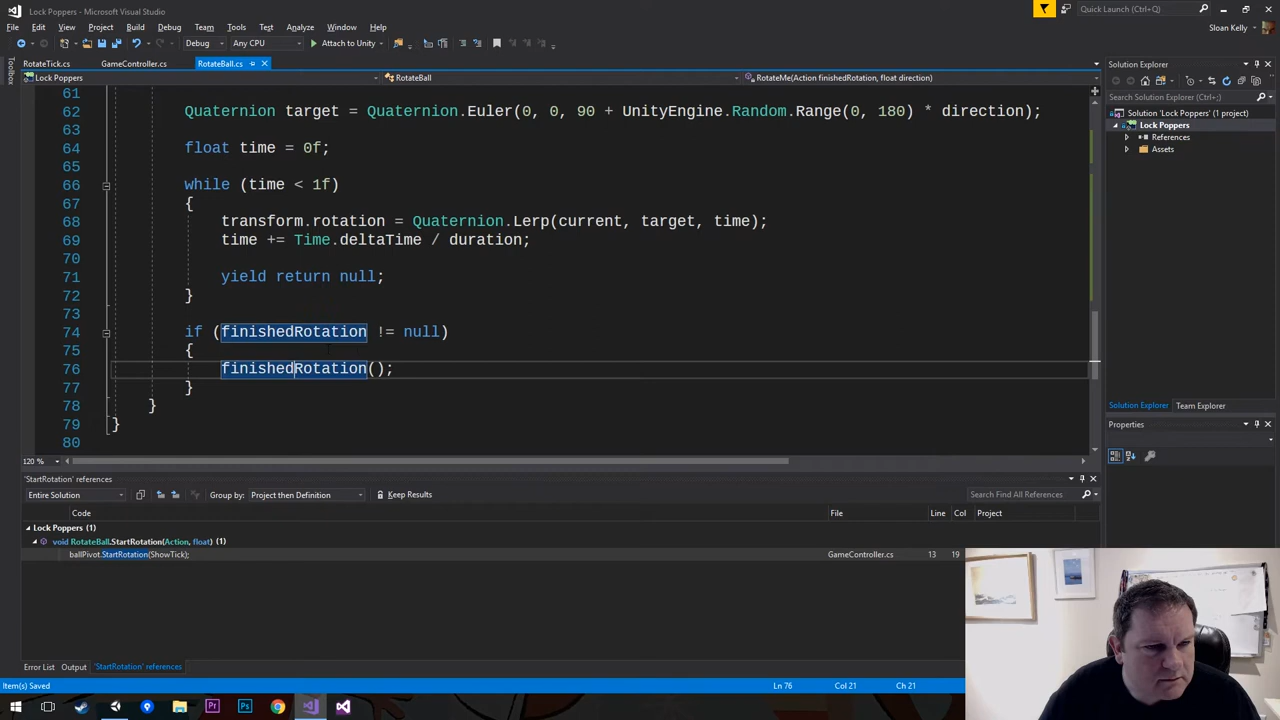 Lock Poppers - Microsoft Visual Studio
Quick Launch (Ctrl+Q)
File Edit View Project Build Debug Team Tools Analyze Window Help
Sloan Kelly
Debug Any CPU Attach to Unity
RotateTick.cs GameController.cs RotateBall.cs
Solution Explorer
Toolbox
Lock Poppers RotateBall RotateMe(Action finishedRotation, float direction)
Search Solution Explorer (Ctrl+;)
Solution 'Lock Poppers' (1 project)
Lock Poppers
References
Assets
61
62 Quaternion target = Quaternion.Euler(0, 0, 90 + UnityEngine.Random.Range(0, 180) * direction);
63
64 float time = 0f;
65
66 while (time < 1f)
67 {
68 transform.rotation = Quaternion.Lerp(current, target, time);
69 time += Time.deltaTime / duration;
70
71 yield return null;
72 }
73
74 if (finishedRotation != null)
75 {
76 finishedRotation();
77 }
78 }
79 }
80
Solution Explorer Team Explorer
Properties
120 %
'StartRotation' references
Entire Solution Group by: Project then Definition Keep Results
Search Find All References
Code File Line Col Project
Lock Poppers (1)
void RotateBall.StartRotation(Action, float) (1)
ballPivot.StartRotation(ShowTick); GameController.cs 13 19
Error List Output 'StartRotation' references
Item(s) Saved Ln 76 Col 21 Ch 21